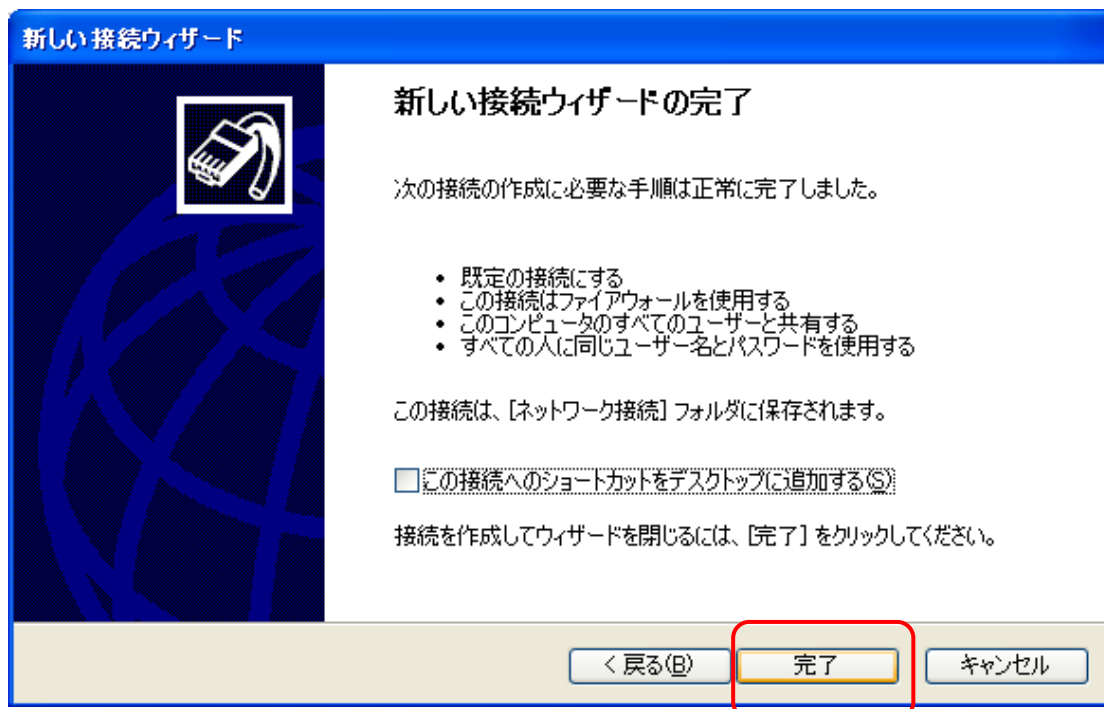 新しい接続ウィザード
新しい接続ウィザードの完了
次の接続の作成に必要な手順は正常に完了しました。
• 既定の接続にする
• この接続はファイアウォールを使用する
• このコンピュータのすべてのユーザーと共有する
• すべての人に同じユーザー名とパスワードを使用する
この接続は、[ネットワーク接続] フォルダに保存されます。
この接続へのショートカットをデスクトップに追加する(S)
接続を作成してウィザードを閉じるには、[完了] をクリックしてください。
< 戻る(B) 完了 キャンセル